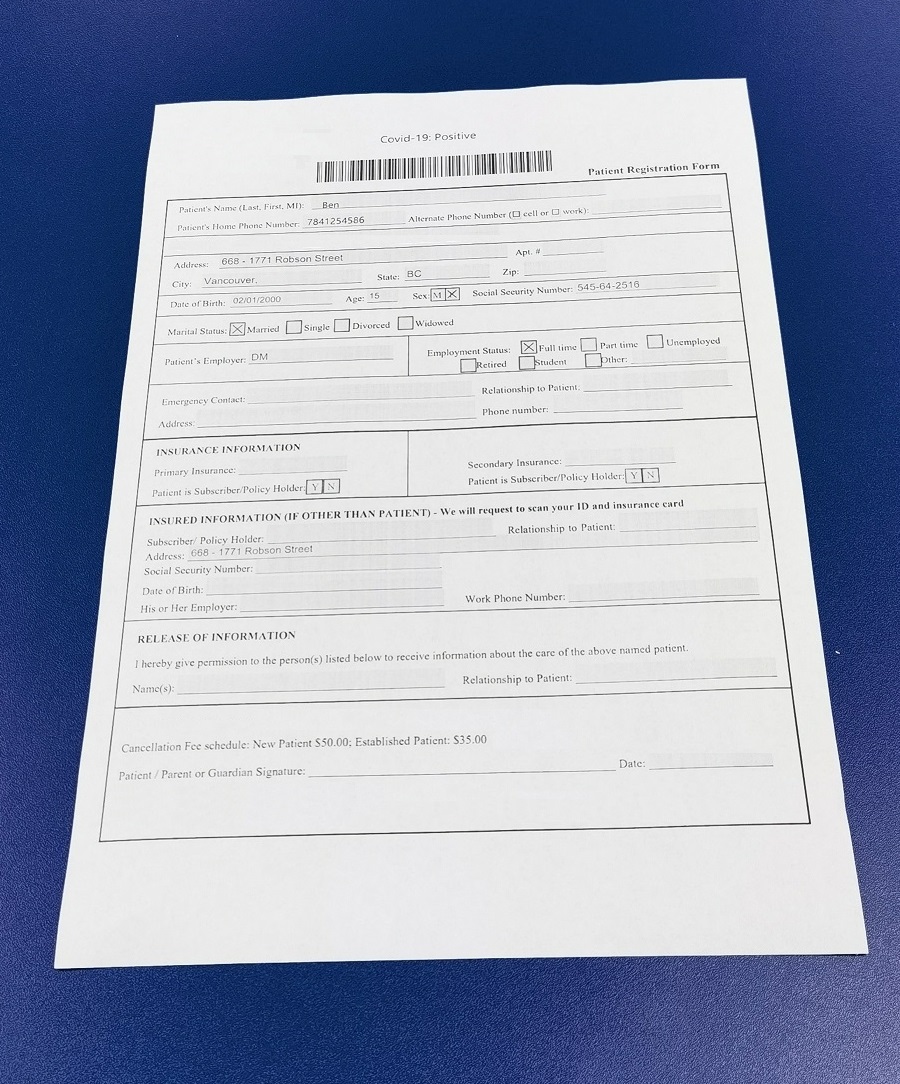 Covid-19: Positive
Patient Registration Form
Patient's Name (Last, First, MI): Ben
Patient's Home Phone Number: 7841254586 Alternate Phone Number (☐ cell or ☐ work):
Address: 668 - 1771 Robson Street Apt. #
City: Vancouver, State: BC Zip:
Date of Birth: 02/01/2000 Age: 15 Sex: M ☒ Social Security Number: 545-64-2516
Marital Status: ☒ Married ☐ Single ☐ Divorced ☐ Widowed
Patient's Employer: DM Employment Status: ☒ Full time ☐ Part time ☐ Unemployed
☐ Retired ☐ Student ☐ Other:
Emergency Contact: Relationship to Patient:
Address: Phone number:
INSURANCE INFORMATION
Primary Insurance: Secondary Insurance:
Patient is Subscriber/Policy Holder: Y N Patient is Subscriber/Policy Holder: Y N
INSURED INFORMATION (IF OTHER THAN PATIENT) - We will request to scan your ID and insurance card
Subscriber/ Policy Holder: Relationship to Patient:
Address: 668 - 1771 Robson Street
Social Security Number:
Date of Birth:
His or Her Employer: Work Phone Number:
RELEASE OF INFORMATION
I hereby give permission to the person(s) listed below to receive information about the care of the above named patient.
Name(s): Relationship to Patient:
Cancellation Fee schedule: New Patient $50.00; Established Patient: $35.00
Patient / Parent or Guardian Signature: Date: